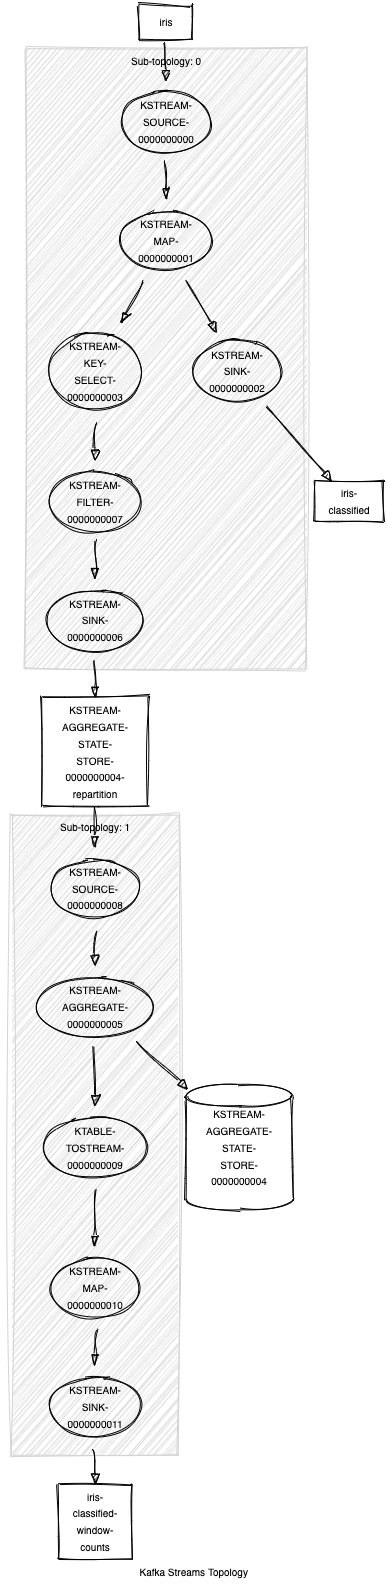 iris
Sub-topology: 0
KSTREAM-
SOURCE-
0000000000
KSTREAM-
MAP-
0000000001
KSTREAM-
KEY-
SELECT-
0000000003
KSTREAM-
SINK-
0000000002
KSTREAM-
FILTER-
0000000007
iris-
classified
KSTREAM-
SINK-
0000000006
KSTREAM-
AGGREGATE-
STATE-
STORE-
0000000004-
repartition
Sub-topology: 1
KSTREAM-
SOURCE-
0000000008
KSTREAM-
AGGREGATE-
0000000005
KTABLE-
TOSTREAM-
0000000009
KSTREAM-
AGGREGATE-
STATE-
STORE-
0000000004
KSTREAM-
MAP-
0000000010
KSTREAM-
SINK-
0000000011
iris-
classified-
window-
counts
Kafka Streams Topology